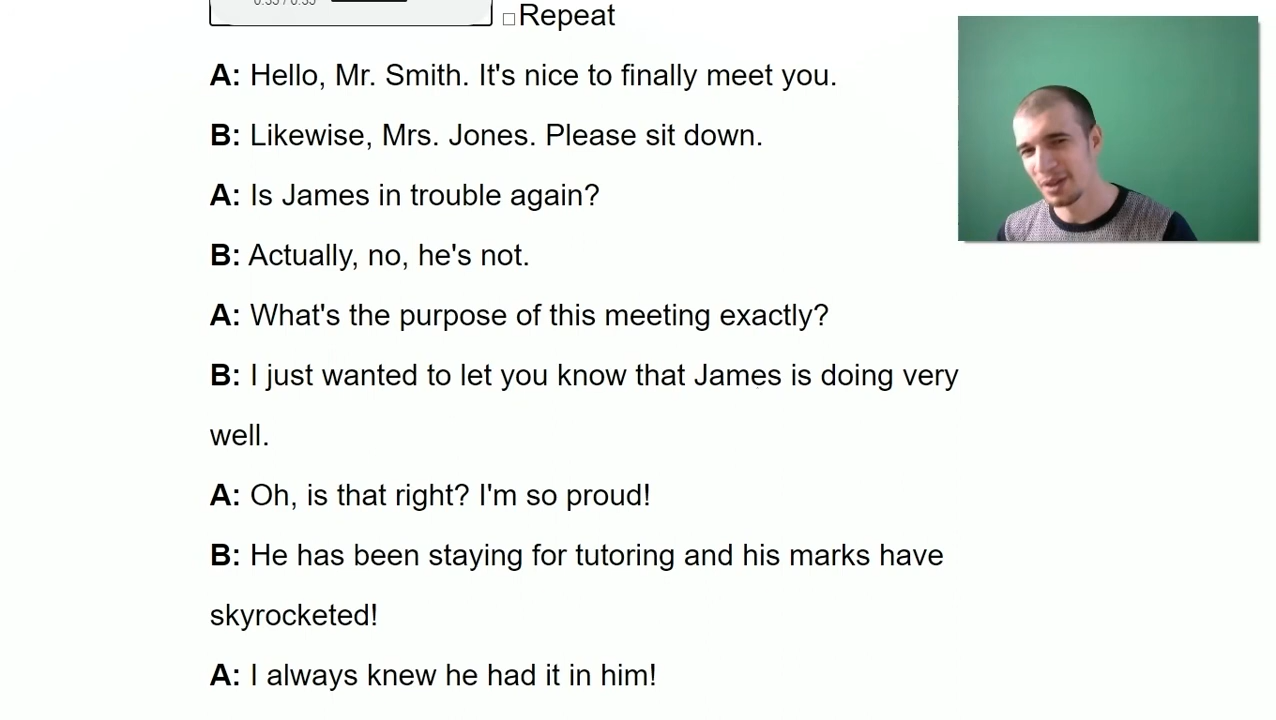 Repeat
A: Hello, Mr. Smith. It's nice to finally meet you.
B: Likewise, Mrs. Jones. Please sit down.
A: Is James in trouble again?
B: Actually, no, he's not.
A: What's the purpose of this meeting exactly?
B: I just wanted to let you know that James is doing very
well.
A: Oh, is that right? I'm so proud!
B: He has been staying for tutoring and his marks have
skyrocketed!
A: I always knew he had it in him!